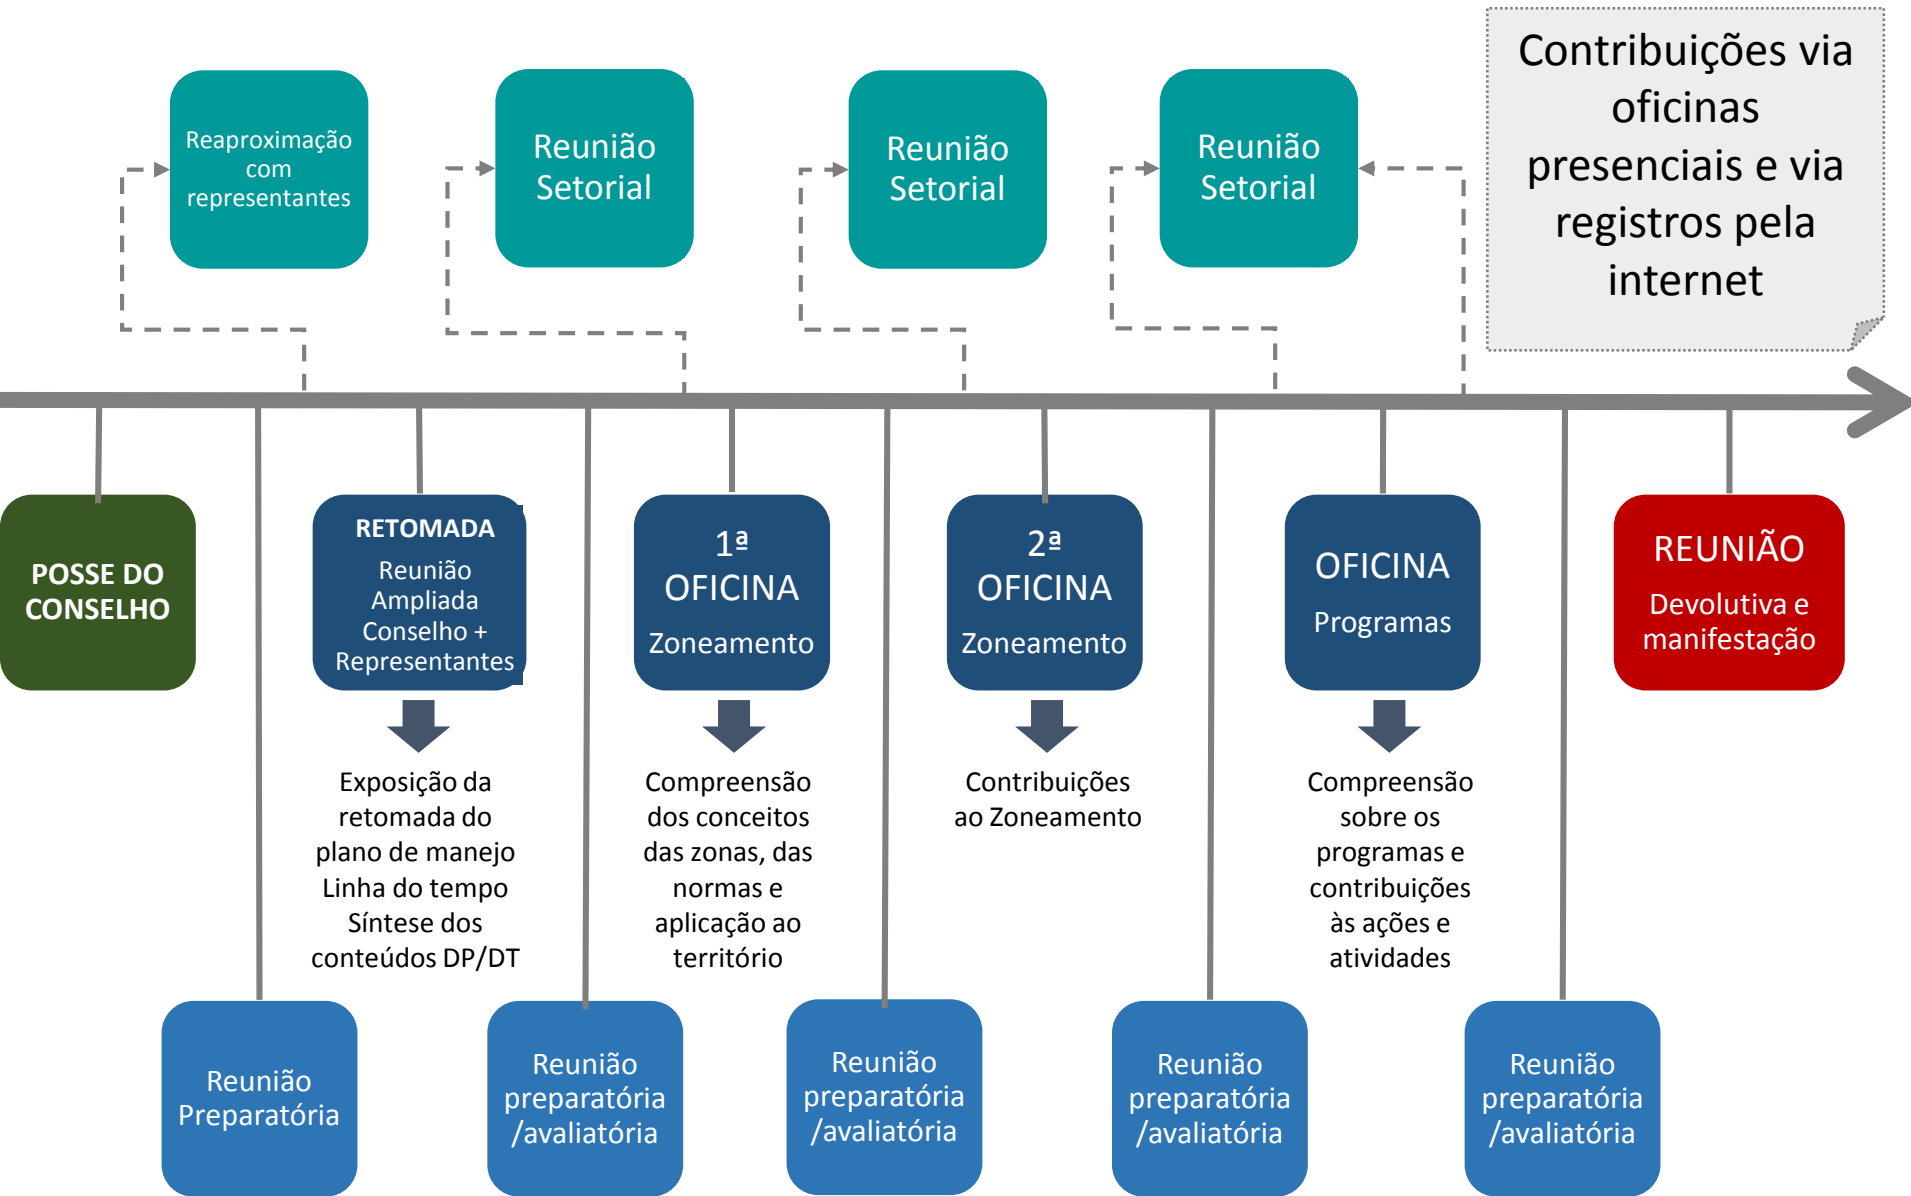 Contribuições via
oficinas
presenciais e via
registros pela
internet
Reaproximação
com
representantes
Reunião
Setorial
Reunião
Setorial
Reunião
Setorial
POSSE DO
CONSELHO
RETOMADA
Reunião
Ampliada
Conselho +
Representantes
1ª
OFICINA
Zoneamento
2ª
OFICINA
Zoneamento
OFICINA
Programas
REUNIÃO
Devolutiva e
manifestação
Exposição da
retomada do
plano de manejo
Linha do tempo
Síntese dos
conteúdos DP/DT
Compreensão
dos conceitos
das zonas, das
normas e
aplicação ao
território
Contribuições
ao Zoneamento
Compreensão
sobre os
programas e
contribuições
às ações e
atividades
Reunião
Preparatória
Reunião
preparatória
/avaliatória
Reunião
preparatória
/avaliatória
Reunião
preparatória
/avaliatória
Reunião
preparatória
/avaliatória